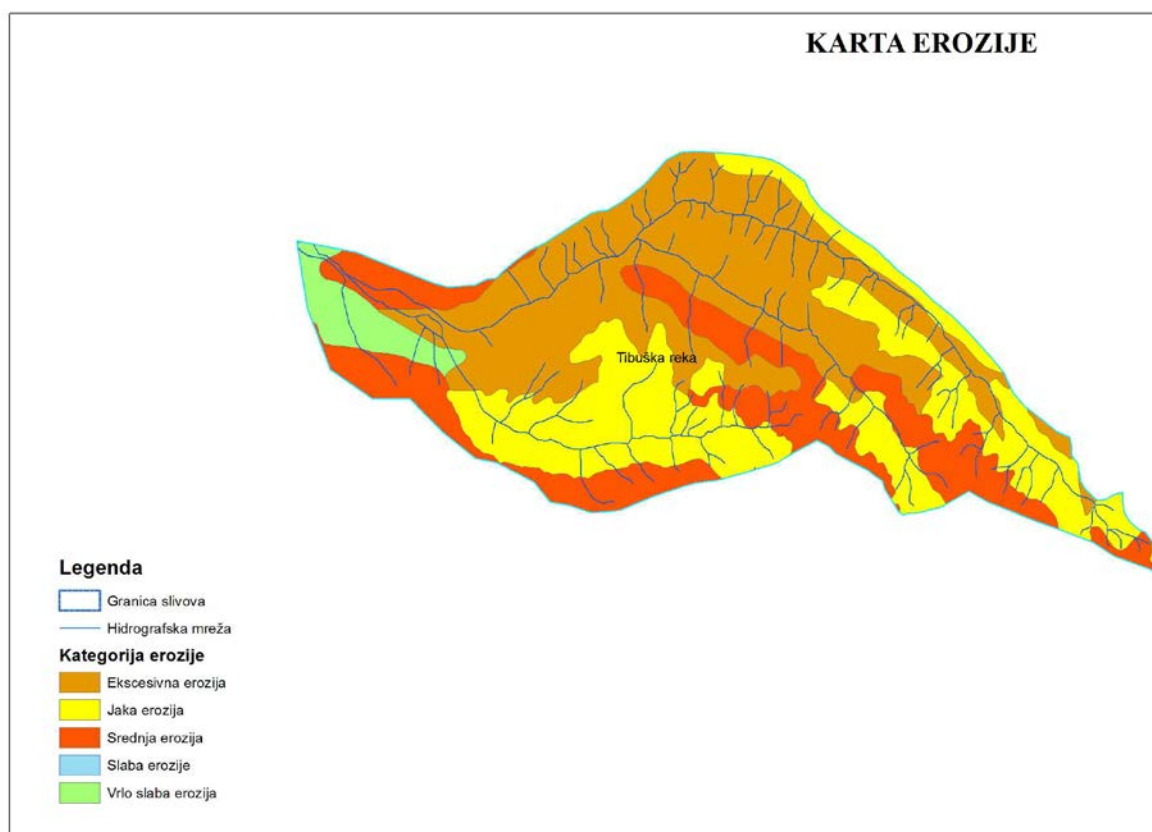 KARTA EROZIJE
Tibuška reka
Legenda
Granica slivova
Hidrografska mreža
Kategorija erozije
Ekscesivna erozija
Jaka erozija
Srednja erozija
Slaba erozije
Vrlo slaba erozija